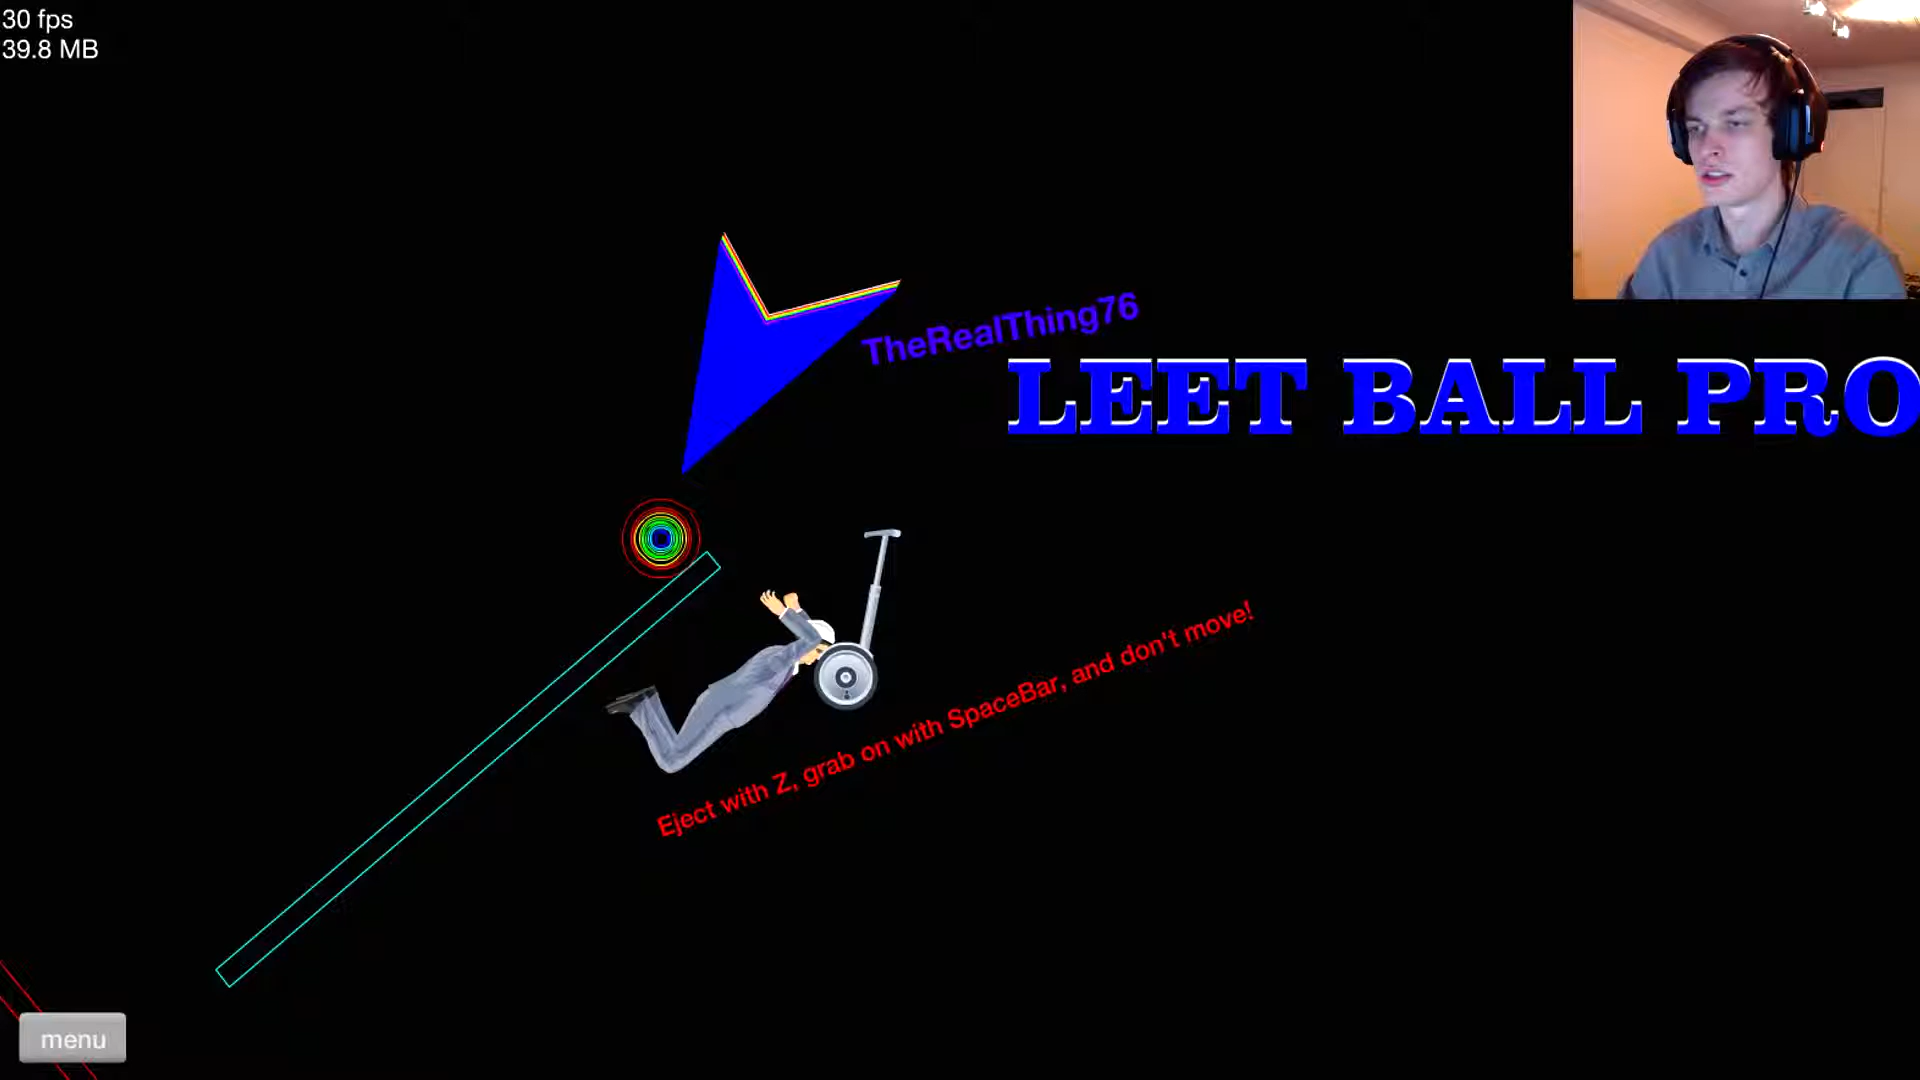 30 fps
39.8 MB
TheRealThing76
LEET BALL PRO
Eject with Z, grab on with SpaceBar, and don't move!
menu